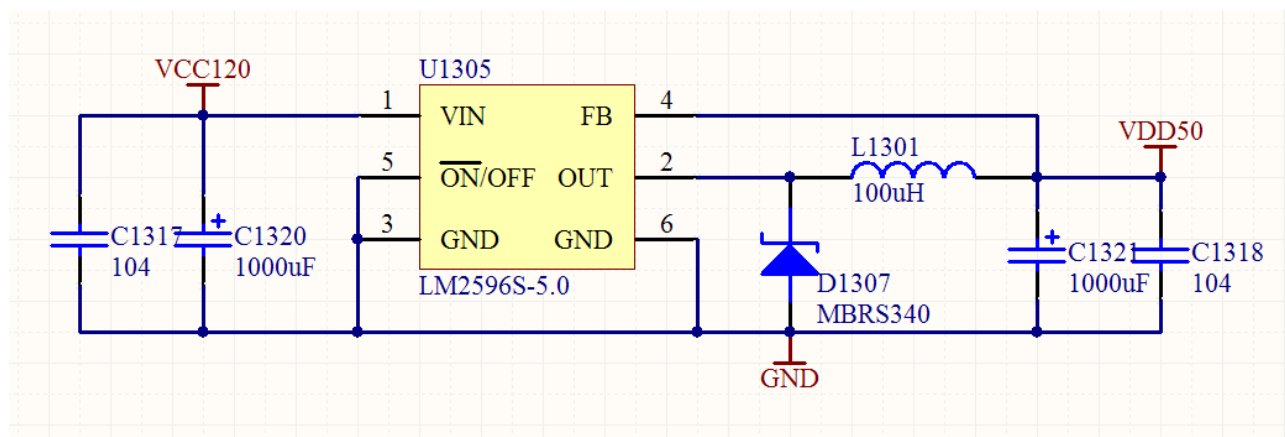 VCC120
U1305
1
VIN
FB
4
5
ON/OFF
OUT
2
3
GND
GND
6
LM2596S-5.0
C1317
104
C1320
1000uF
L1301
100uH
VDD50
D1307
MBRS340
C1321
1000uF
C1318
104
GND